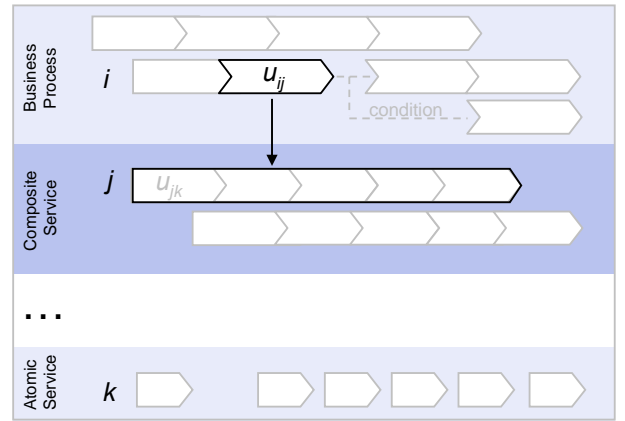 Business
Process
i
u_ij
condition
Composite
Service
j
u_jk
...
Atomic
Service
k